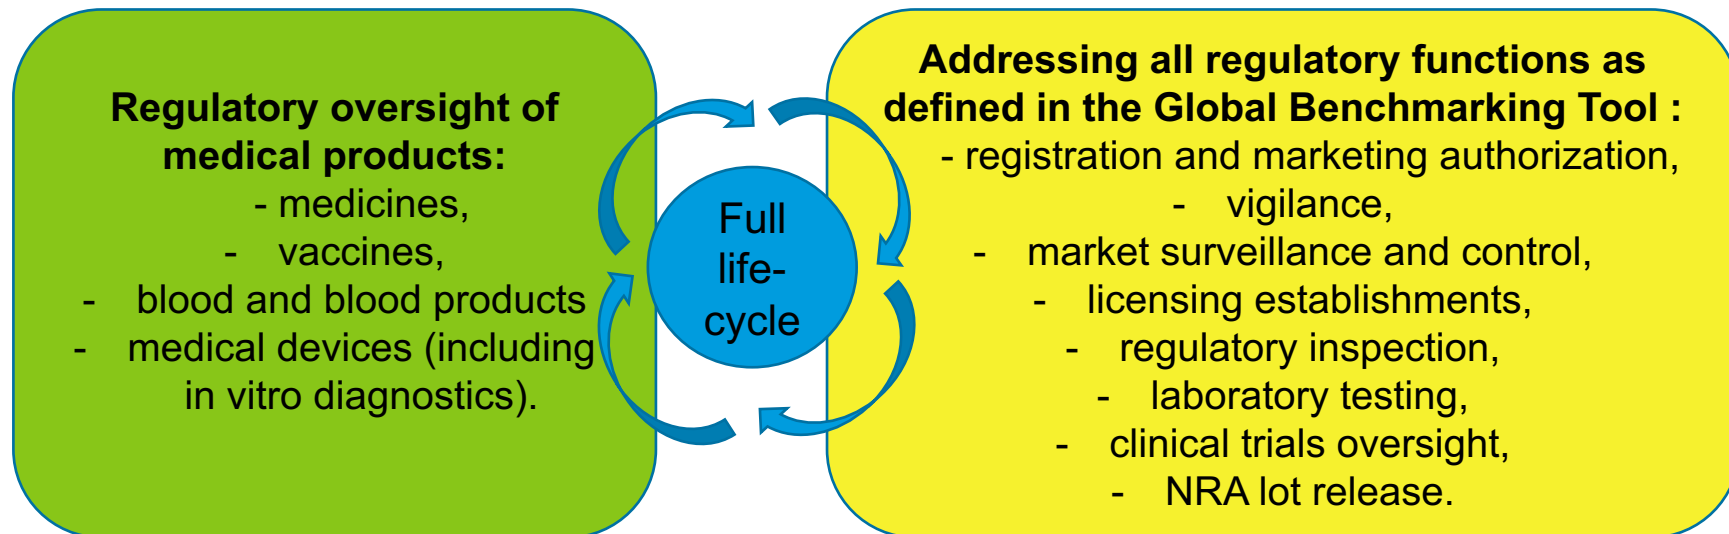 Regulatory oversight of
medical products:
- medicines,
- vaccines,
- blood and blood products
- medical devices (including
in vitro diagnostics).
Full
life-
cycle
Addressing all regulatory functions as
defined in the Global Benchmarking Tool :
- registration and marketing authorization,
- vigilance,
- market surveillance and control,
- licensing establishments,
- regulatory inspection,
- laboratory testing,
- clinical trials oversight,
- NRA lot release.